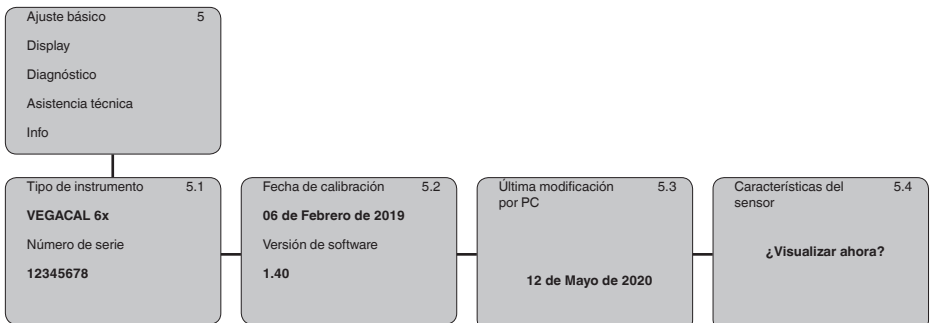 Ajuste básico 5
Display
Diagnóstico
Asistencia técnica
Info
Tipo de instrumento 5.1
VEGACAL 6x
Número de serie
12345678
Fecha de calibración 5.2
06 de Febrero de 2019
Versión de software
1.40
Última modificación 5.3
por PC
12 de Mayo de 2020
Características del 5.4
sensor
¿Visualizar ahora?